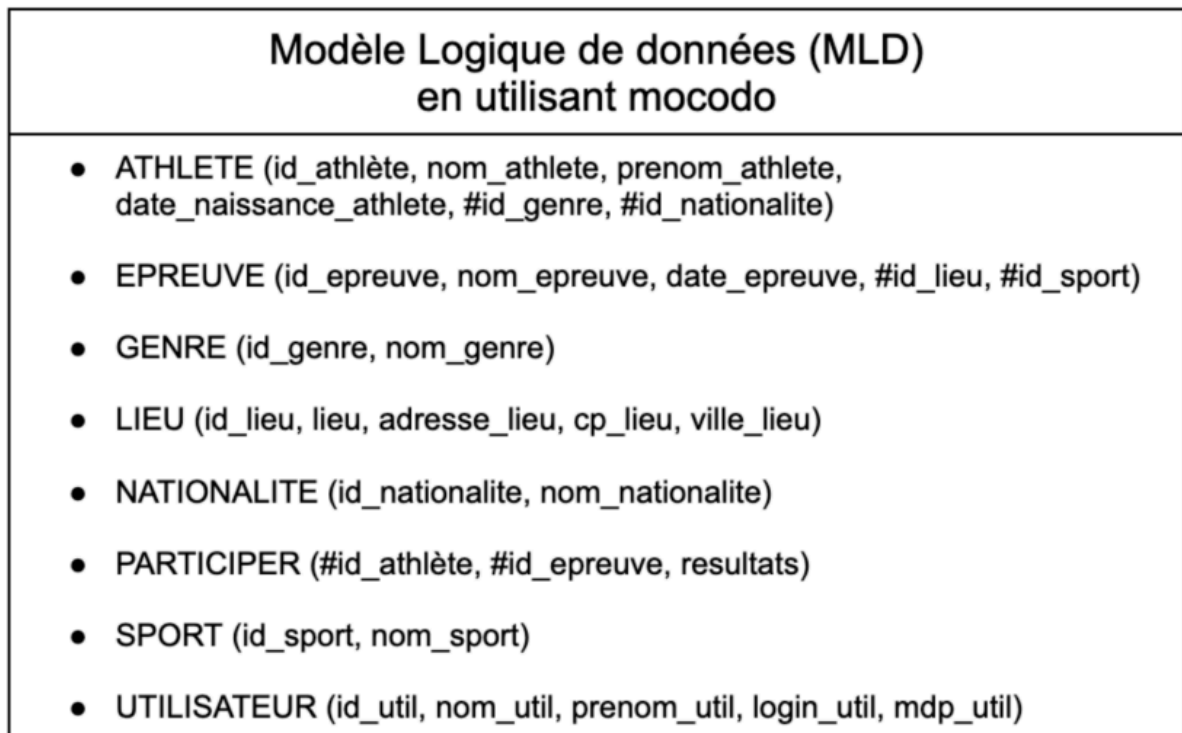 Modèle Logique de données (MLD)
en utilisant mocodo
● ATHLETE (id_athlète, nom_athlete, prenom_athlete,
date_naissance_athlete, #id_genre, #id_nationalite)
● EPREUVE (id_epreuve, nom_epreuve, date_epreuve, #id_lieu, #id_sport)
● GENRE (id_genre, nom_genre)
● LIEU (id_lieu, lieu, adresse_lieu, cp_lieu, ville_lieu)
● NATIONALITE (id_nationalite, nom_nationalite)
● PARTICIPER (#id_athlète, #id_epreuve, resultats)
● SPORT (id_sport, nom_sport)
● UTILISATEUR (id_util, nom_util, prenom_util, login_util, mdp_util)